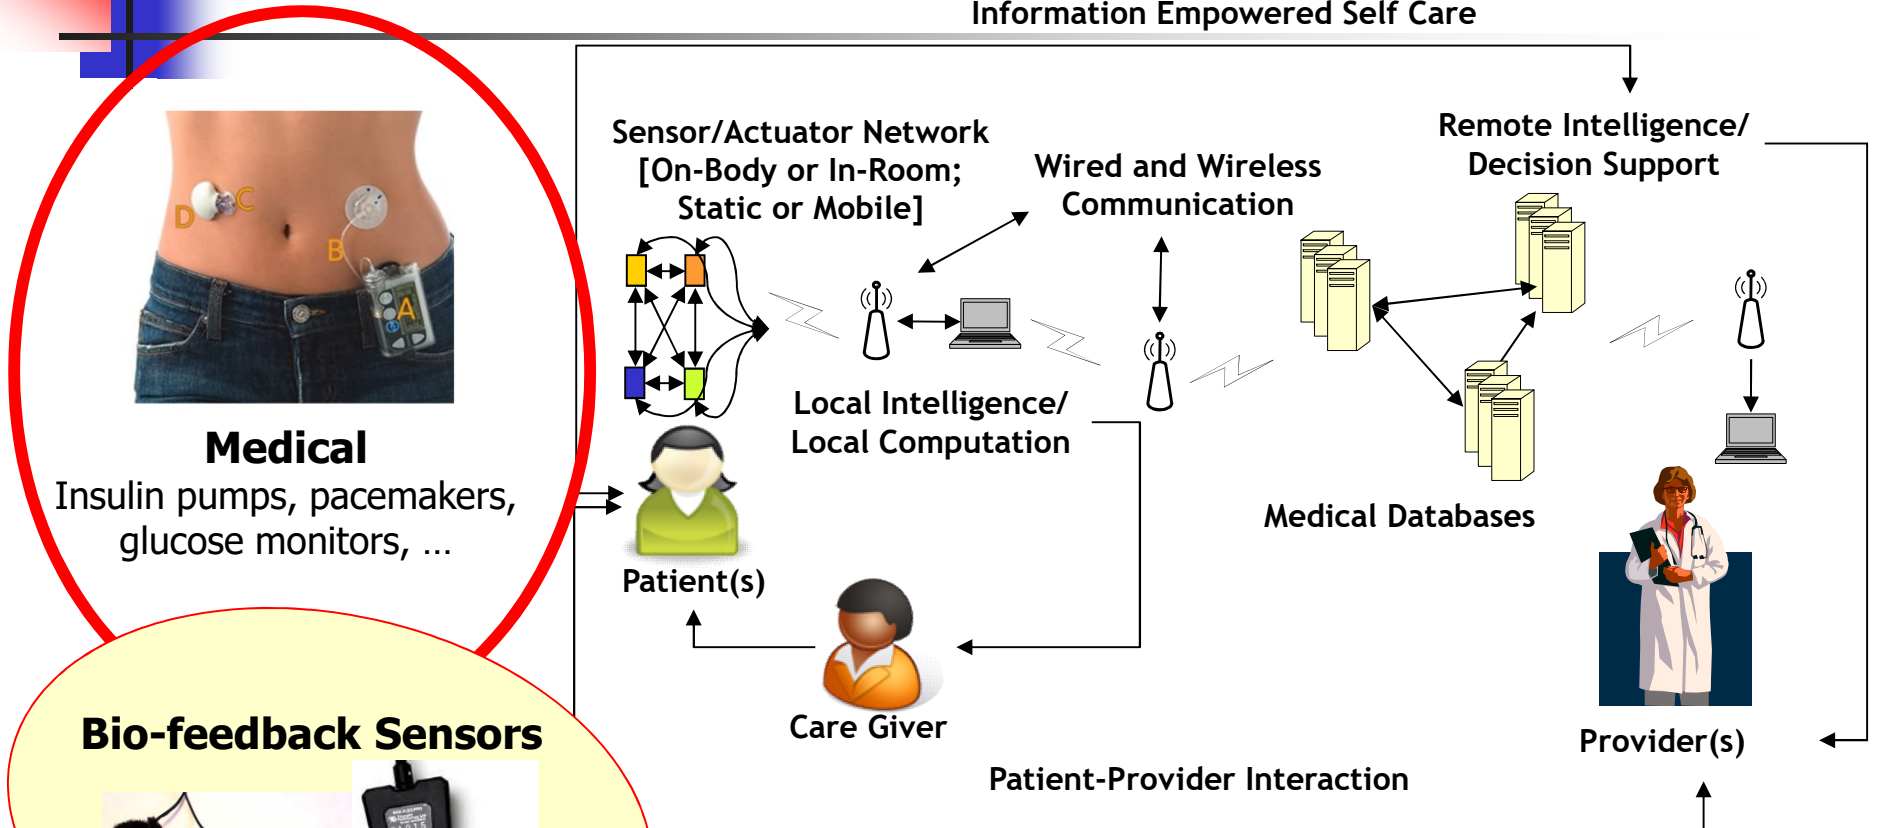 Information Empowered Self Care
Sensor/Actuator Network
[On-Body or In-Room;
Static or Mobile]
Wired and Wireless
Communication
Remote Intelligence/
Decision Support
D
C
B
A
Local Intelligence/
Local Computation
Medical
Insulin pumps, pacemakers,
glucose monitors, ...
Medical Databases
Patient(s)
Care Giver
Provider(s)
Bio-feedback Sensors
Patient-Provider Interaction